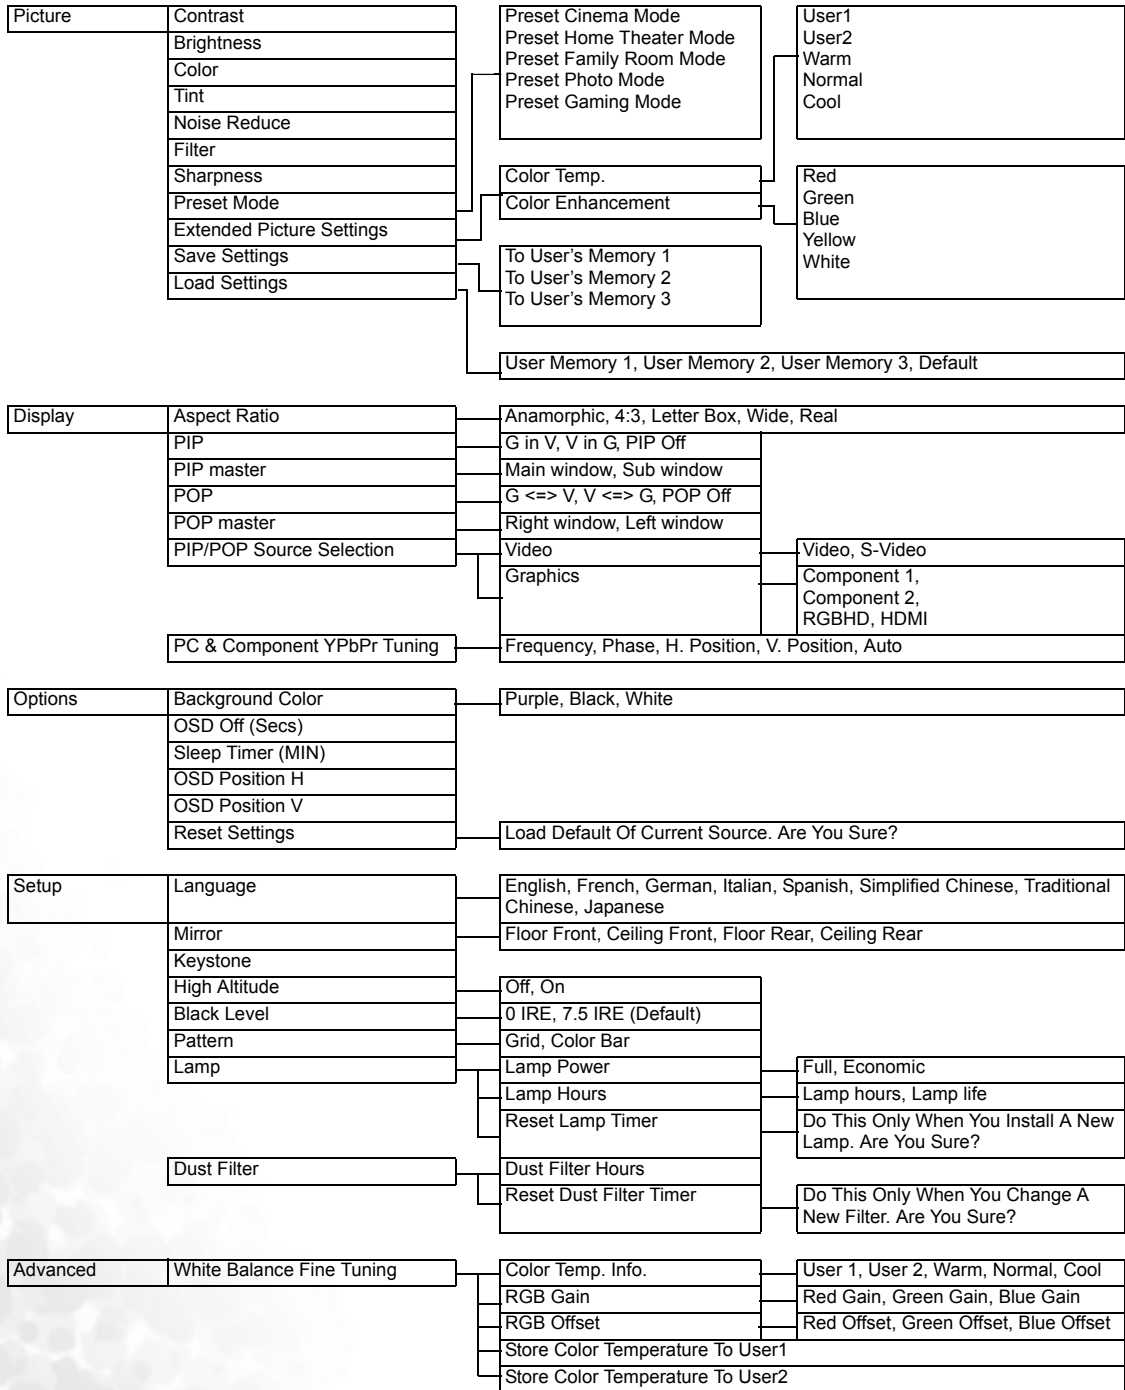 Picture
Contrast
Brightness
Color
Tint
Noise Reduce
Filter
Sharpness
Preset Mode
Extended Picture Settings
Save Settings
Load Settings
Preset Cinema Mode
Preset Home Theater Mode
Preset Family Room Mode
Preset Photo Mode
Preset Gaming Mode
User1
User2
Warm
Normal
Cool
Color Temp.
Color Enhancement
Red
Green
Blue
Yellow
White
To User’s Memory 1
To User’s Memory 2
To User’s Memory 3
User Memory 1, User Memory 2, User Memory 3, Default
Display
Aspect Ratio
Anamorphic, 4:3, Letter Box, Wide, Real
PIP
G in V, V in G, PIP Off
PIP master
Main window, Sub window
POP
G <=> V, V <=> G, POP Off
POP master
Right window, Left window
PIP/POP Source Selection
Video
Video, S-Video
Graphics
Component 1,
Component 2,
RGBHD, HDMI
PC & Component YPbPr Tuning
Frequency, Phase, H. Position, V. Position, Auto
Options
Background Color
Purple, Black, White
OSD Off (Secs)
Sleep Timer (MIN)
OSD Position H
OSD Position V
Reset Settings
Load Default Of Current Source. Are You Sure?
Setup
Language
English, French, German, Italian, Spanish, Simplified Chinese, Traditional
Chinese, Japanese
Mirror
Floor Front, Ceiling Front, Floor Rear, Ceiling Rear
Keystone
High Altitude
Off, On
Black Level
0 IRE, 7.5 IRE (Default)
Pattern
Grid, Color Bar
Lamp
Lamp Power
Full, Economic
Lamp Hours
Lamp hours, Lamp life
Reset Lamp Timer
Do This Only When You Install A New
Lamp. Are You Sure?
Dust Filter
Dust Filter Hours
Reset Dust Filter Timer
Do This Only When You Change A
New Filter. Are You Sure?
Advanced
White Balance Fine Tuning
Color Temp. Info.
User 1, User 2, Warm, Normal, Cool
RGB Gain
Red Gain, Green Gain, Blue Gain
RGB Offset
Red Offset, Green Offset, Blue Offset
Store Color Temperature To User1
Store Color Temperature To User2